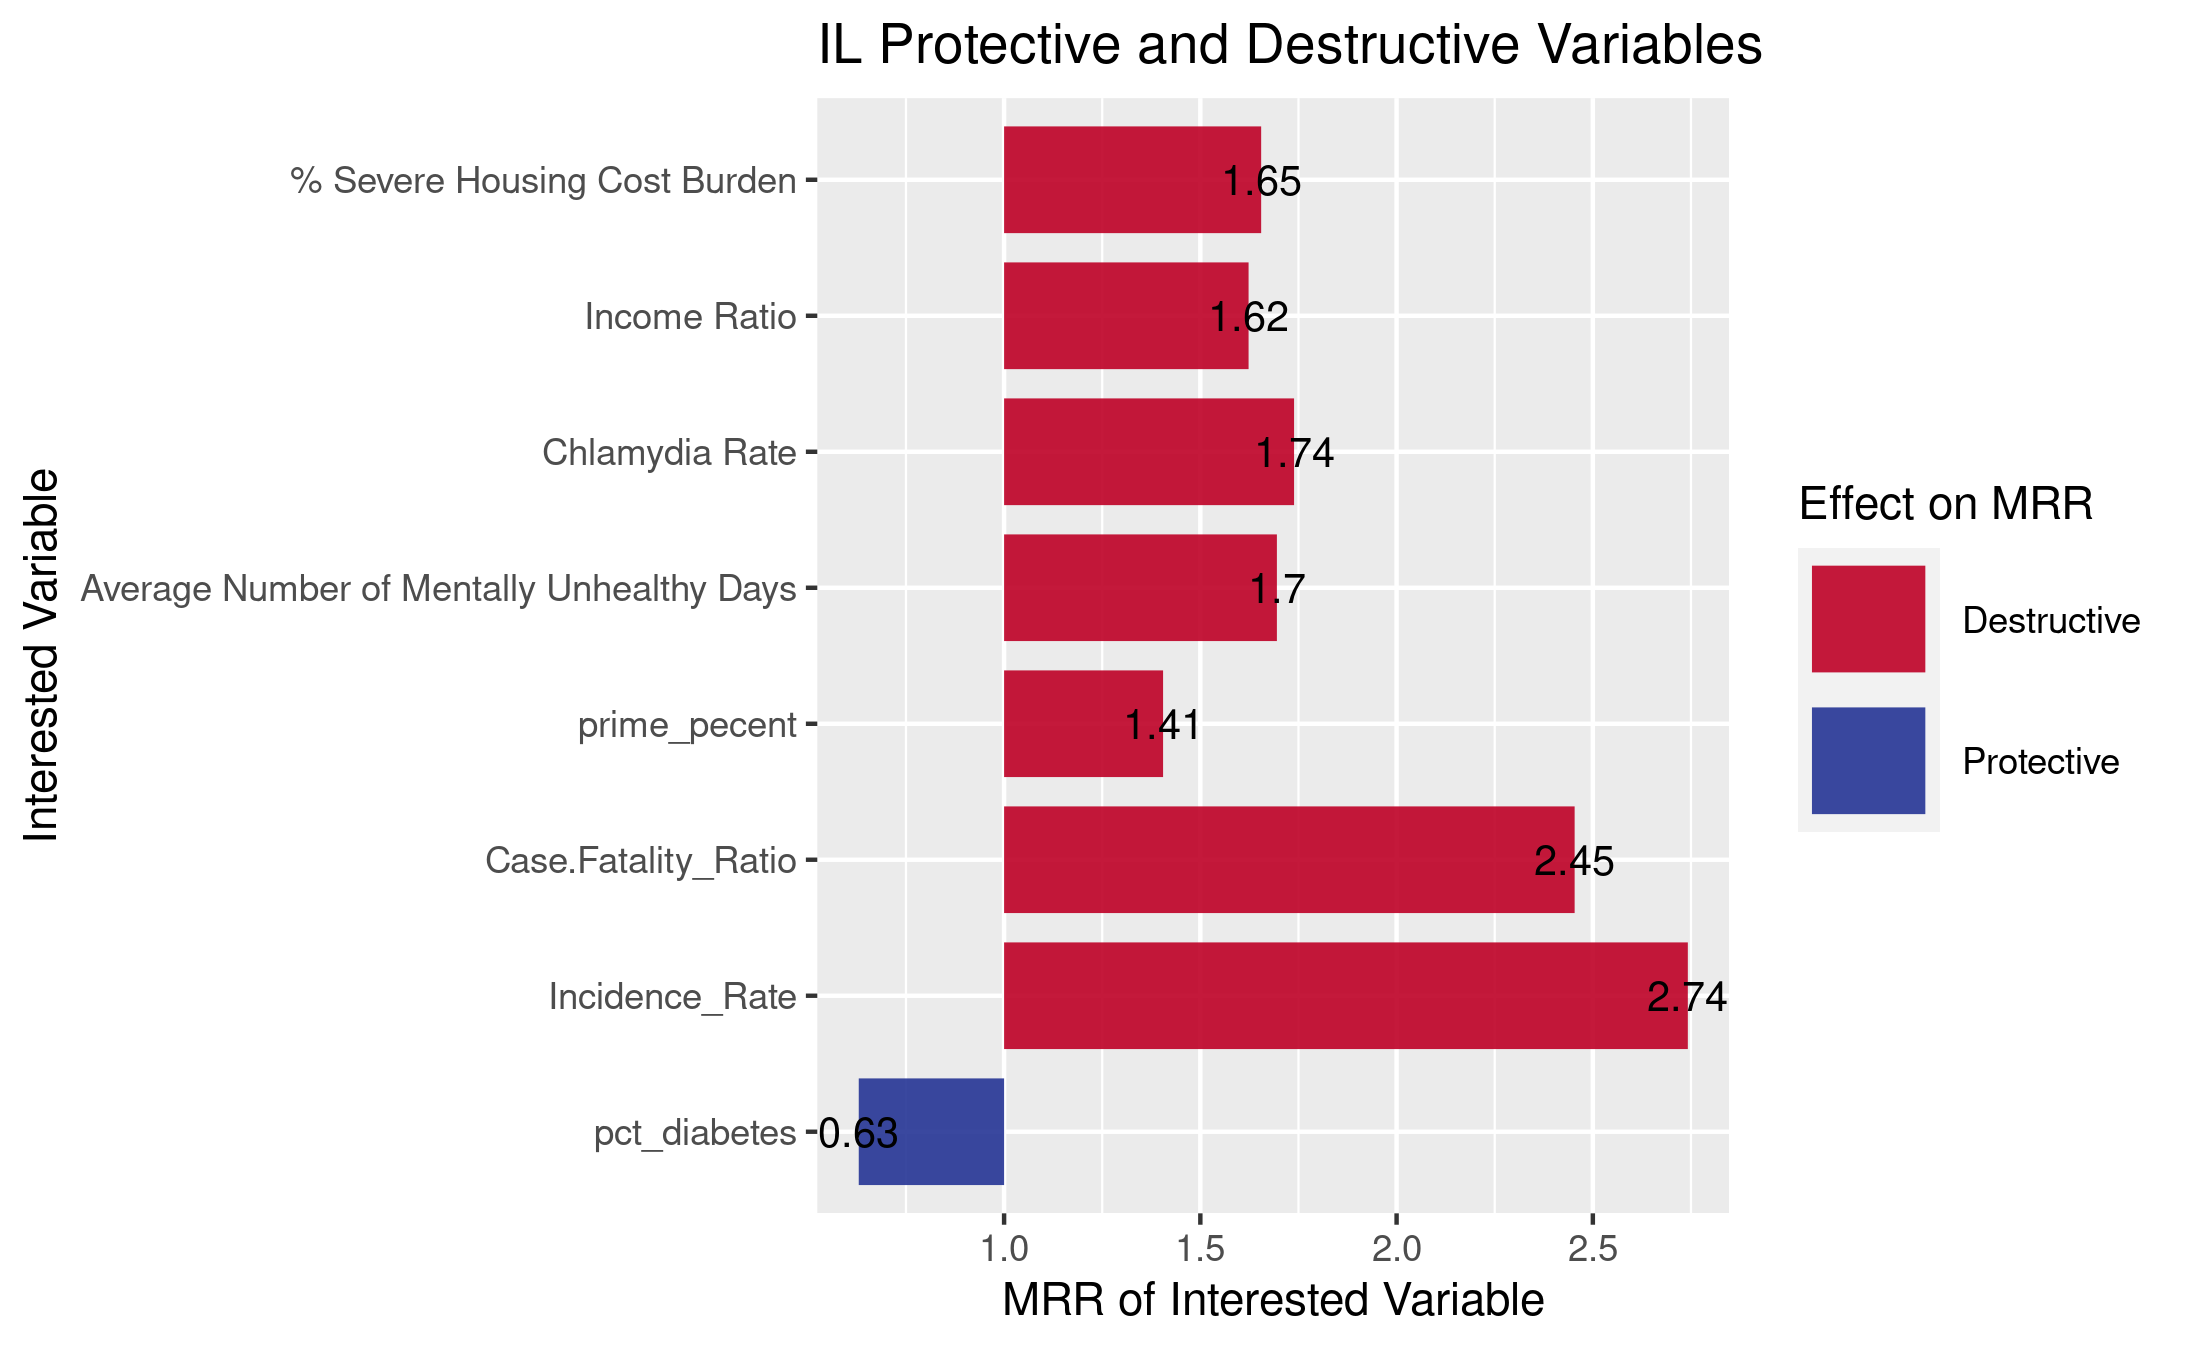 IL Protective and Destructive Variables
Interested Variable
% Severe Housing Cost Burden
1.65
Income Ratio
1.62
Chlamydia Rate
1.74
Average Number of Mentally Unhealthy Days
1.7
prime_pecent
1.41
Case.Fatality_Ratio
2.45
Incidence_Rate
2.74
pct_diabetes
0.63
1.0 1.5 2.0 2.5
MRR of Interested Variable
Effect on MRR
Destructive
Protective